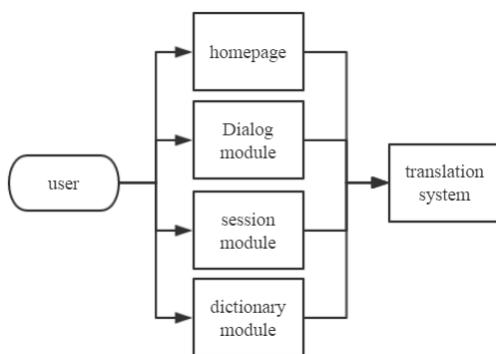 homepage
Dialog
module
user
translation
system
session
module
dictionary
module